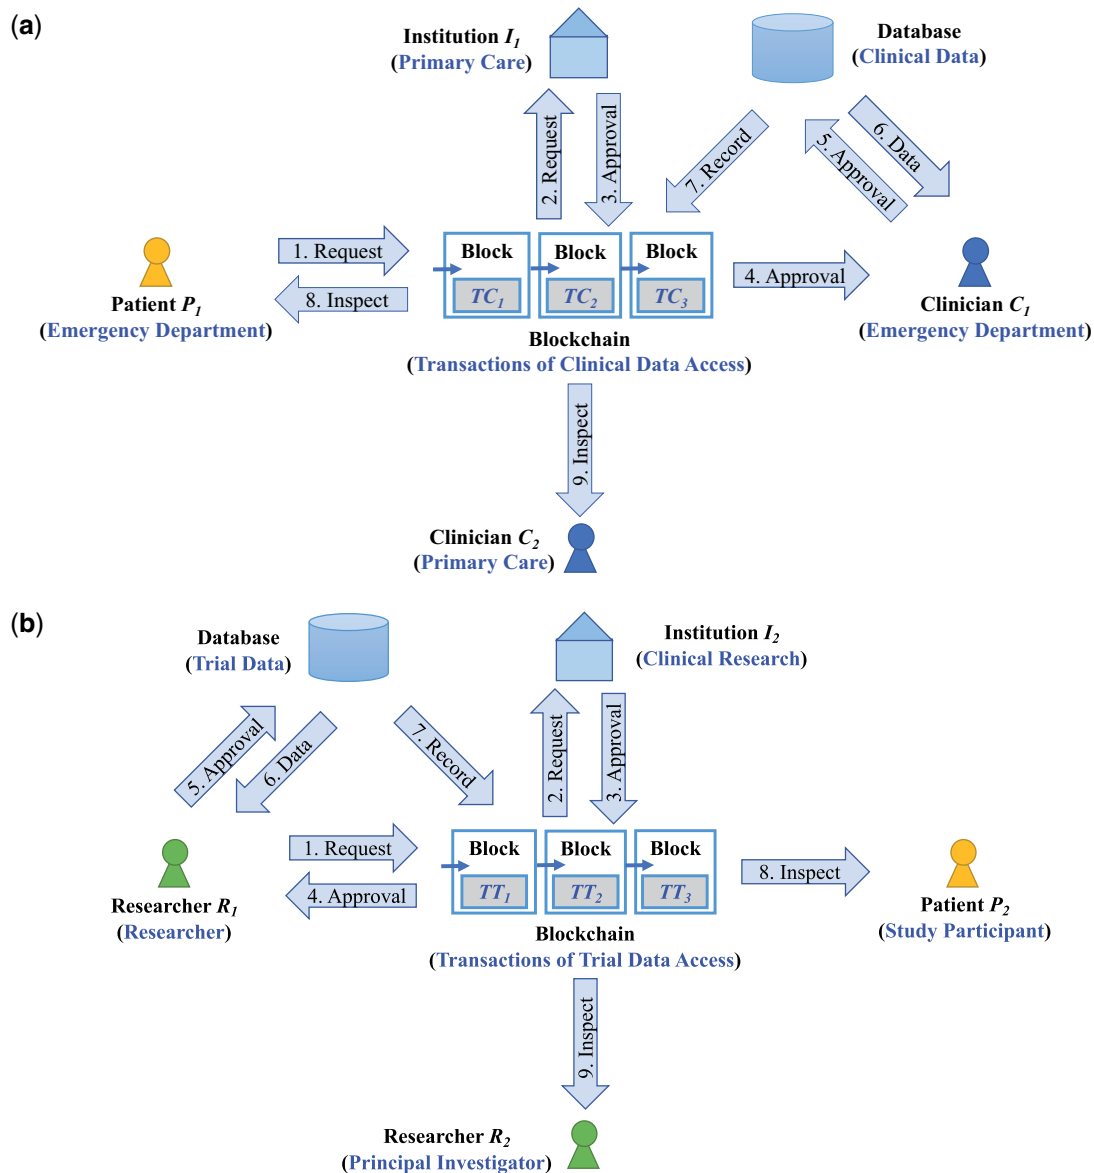 (a)
Institution I1
(Primary Care)
Database
(Clinical Data)
2. Request
3. Approval
7. Record
5. Approval
6. Data
1. Request
8. Inspect
Patient P1
(Emergency Department)
Block
TC1
Block
TC2
Block
TC3
4. Approval
Clinician C1
(Emergency Department)
Blockchain
(Transactions of Clinical Data Access)
9. Inspect
Clinician C2
(Primary Care)
(b)
Database
(Trial Data)
Institution I2
(Clinical Research)
5. Approval
6. Data
7. Record
2. Request
3. Approval
1. Request
4. Approval
Researcher R1
(Researcher)
Block
TT1
Block
TT2
Block
TT3
8. Inspect
Patient P2
(Study Participant)
Blockchain
(Transactions of Trial Data Access)
9. Inspect
Researcher R2
(Principal Investigator)